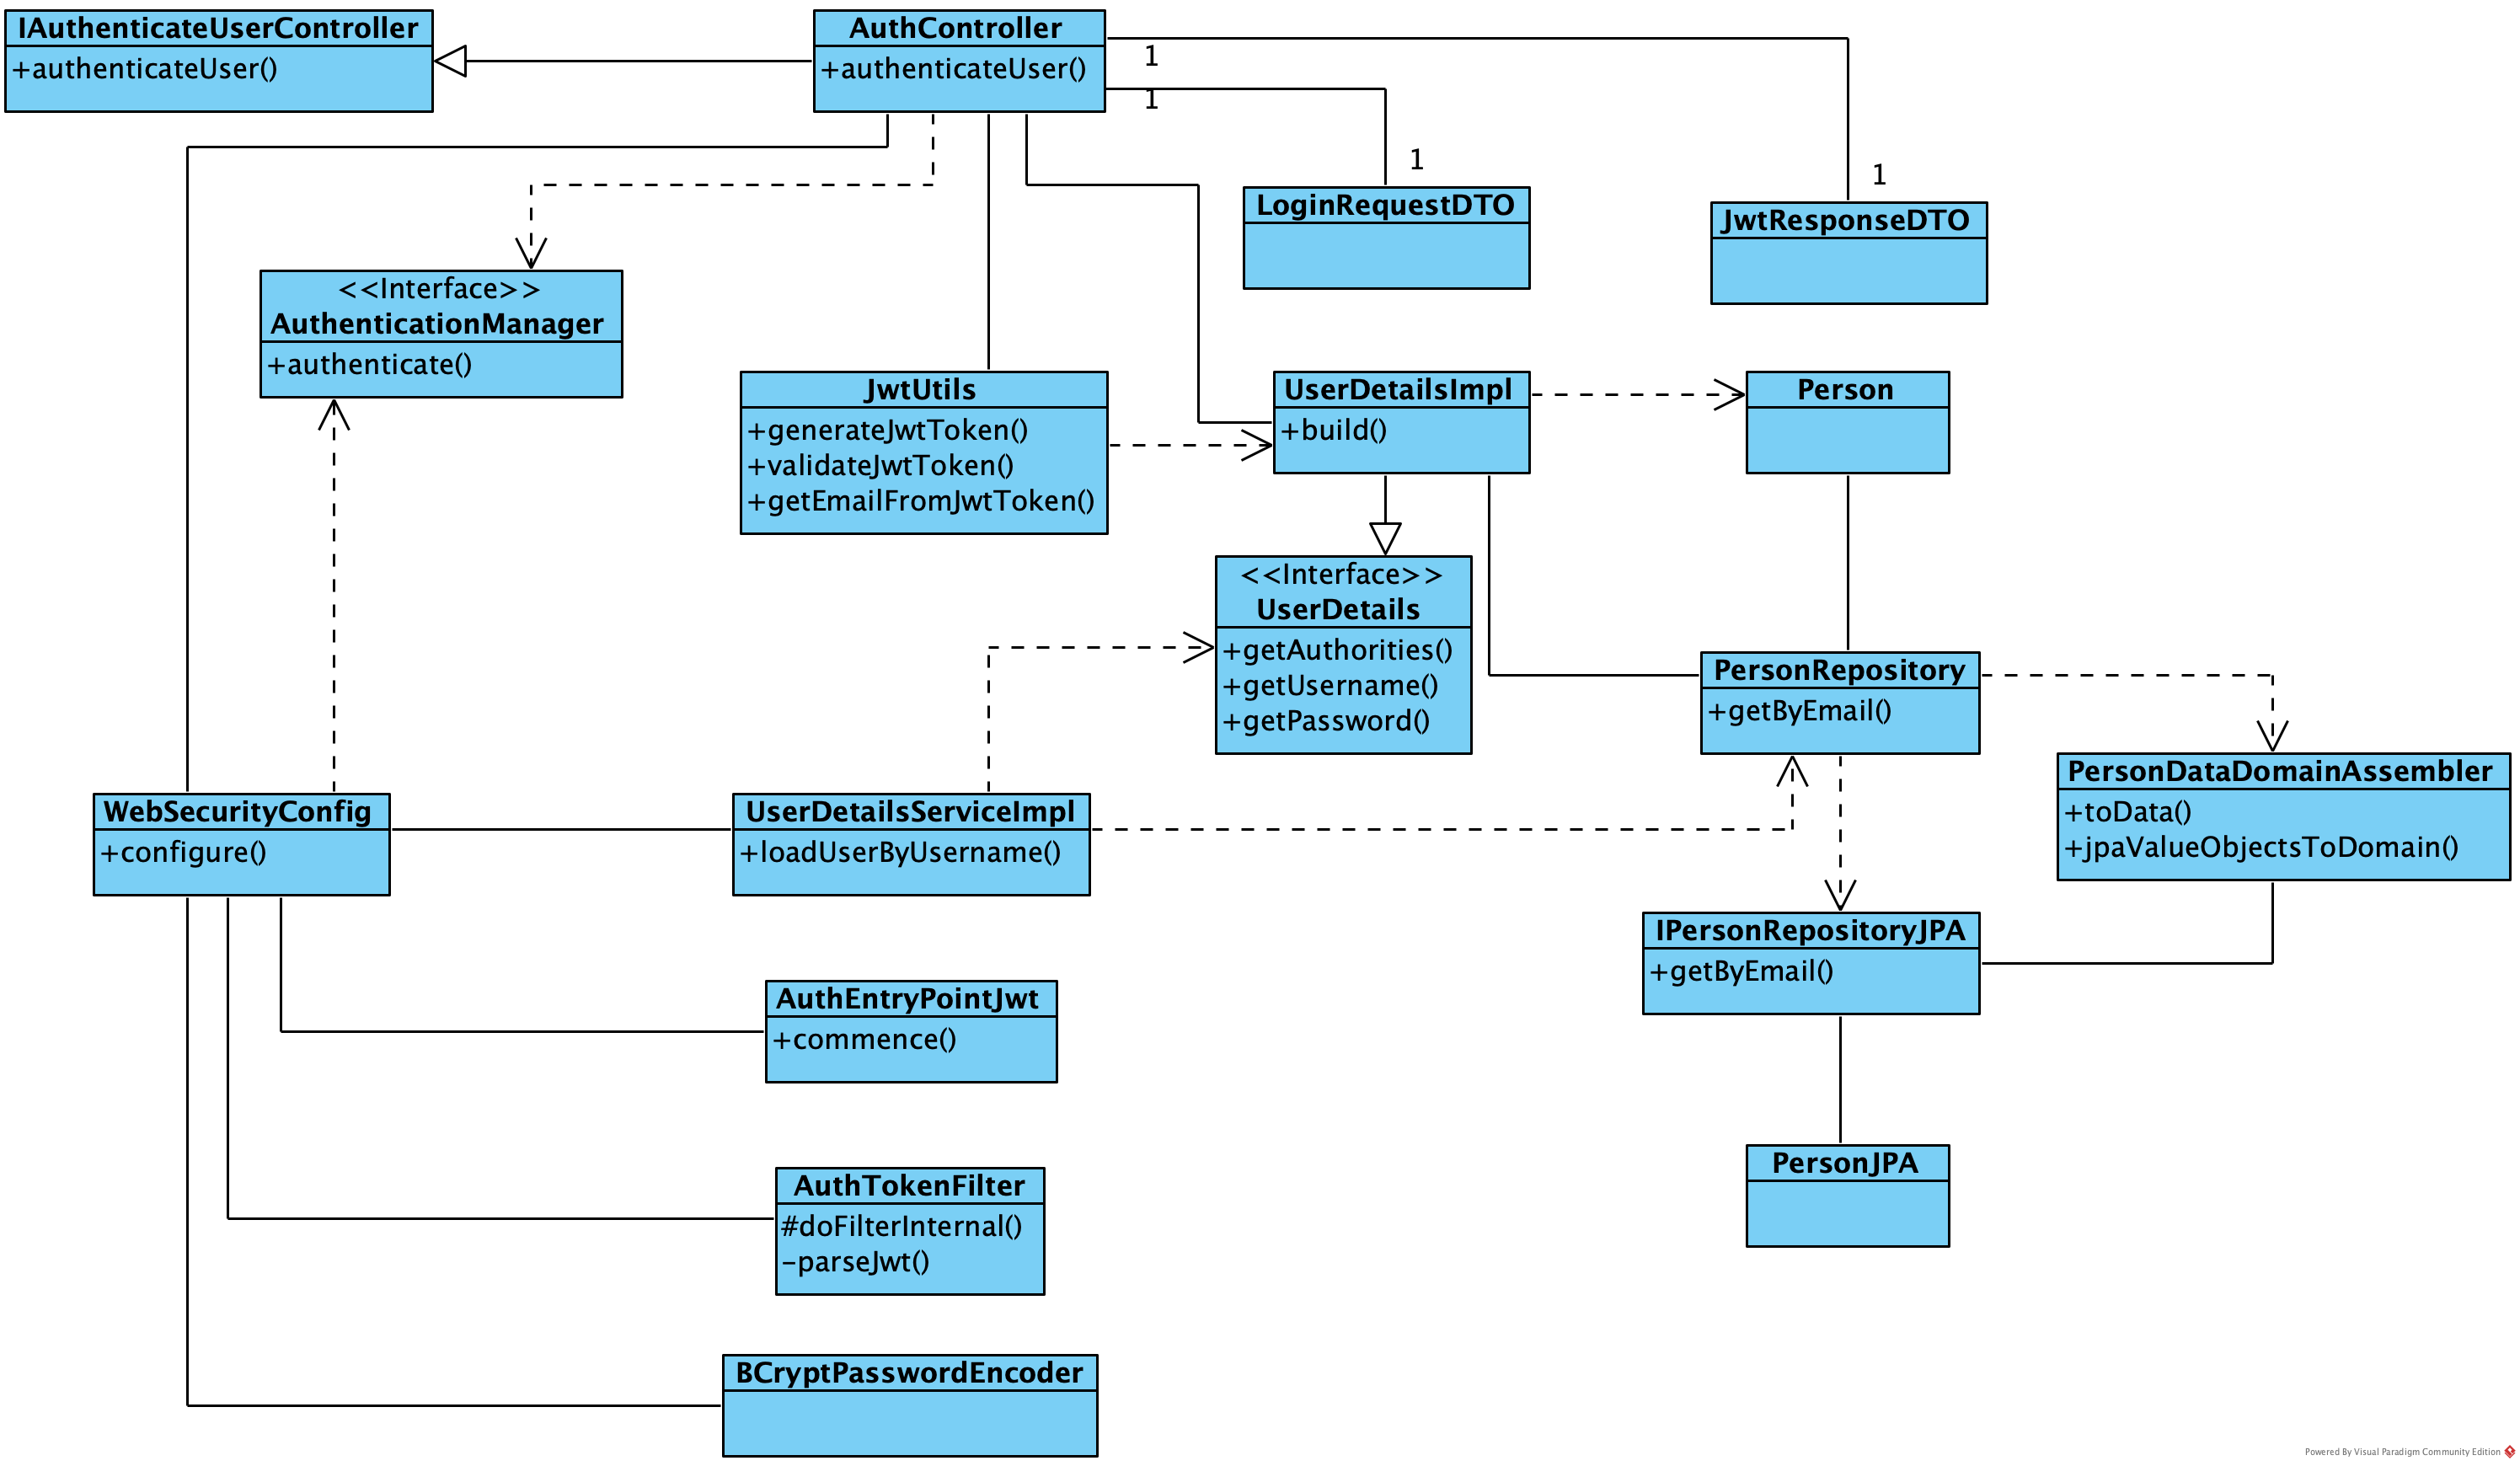 IAuthenticateUserController
+authenticateUser()
AuthController
+authenticateUser()
1
1
1
1
LoginRequestDTO
JwtResponseDTO
<<Interface>>
AuthenticationManager
+authenticate()
JwtUtils
+generateJwtToken()
+validateJwtToken()
+getEmailFromJwtToken()
UserDetailsImpl
+build()
Person
<<Interface>>
UserDetails
+getAuthorities()
+getUsername()
+getPassword()
PersonRepository
+getByEmail()
PersonDataDomainAssembler
+toData()
+jpaValueObjectsToDomain()
WebSecurityConfig
+configure()
UserDetailsServiceImpl
+loadUserByUsername()
IPersonRepositoryJPA
+getByEmail()
AuthEntryPointJwt
+commence()
PersonJPA
AuthTokenFilter
#doFilterInternal()
-parseJwt()
BCryptPasswordEncoder
Powered By Visual Paradigm Community Edition